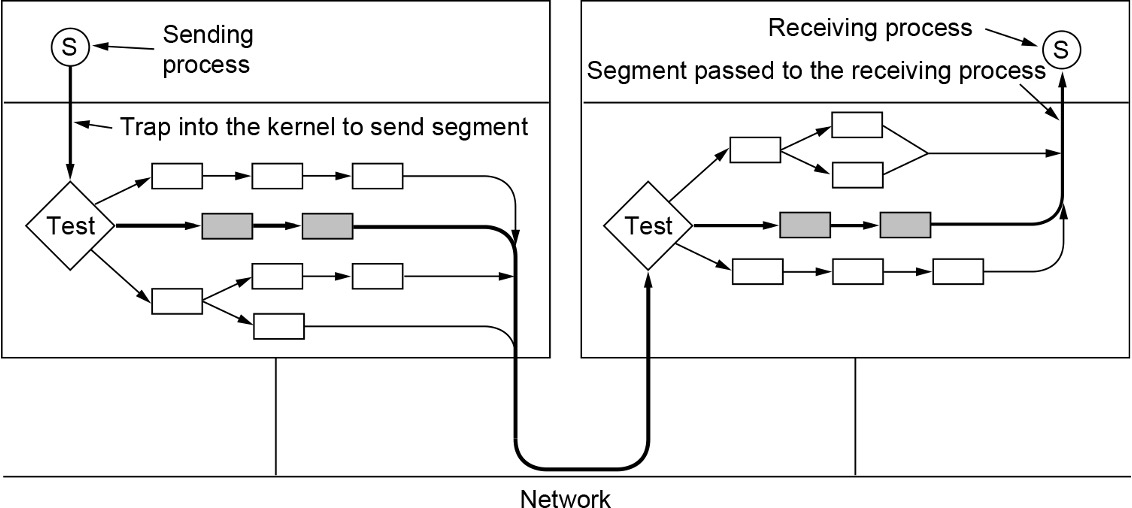 S
Sending
process
Trap into the kernel to send segment
Test
Receiving process
S
Segment passed to the receiving process
Test
Network